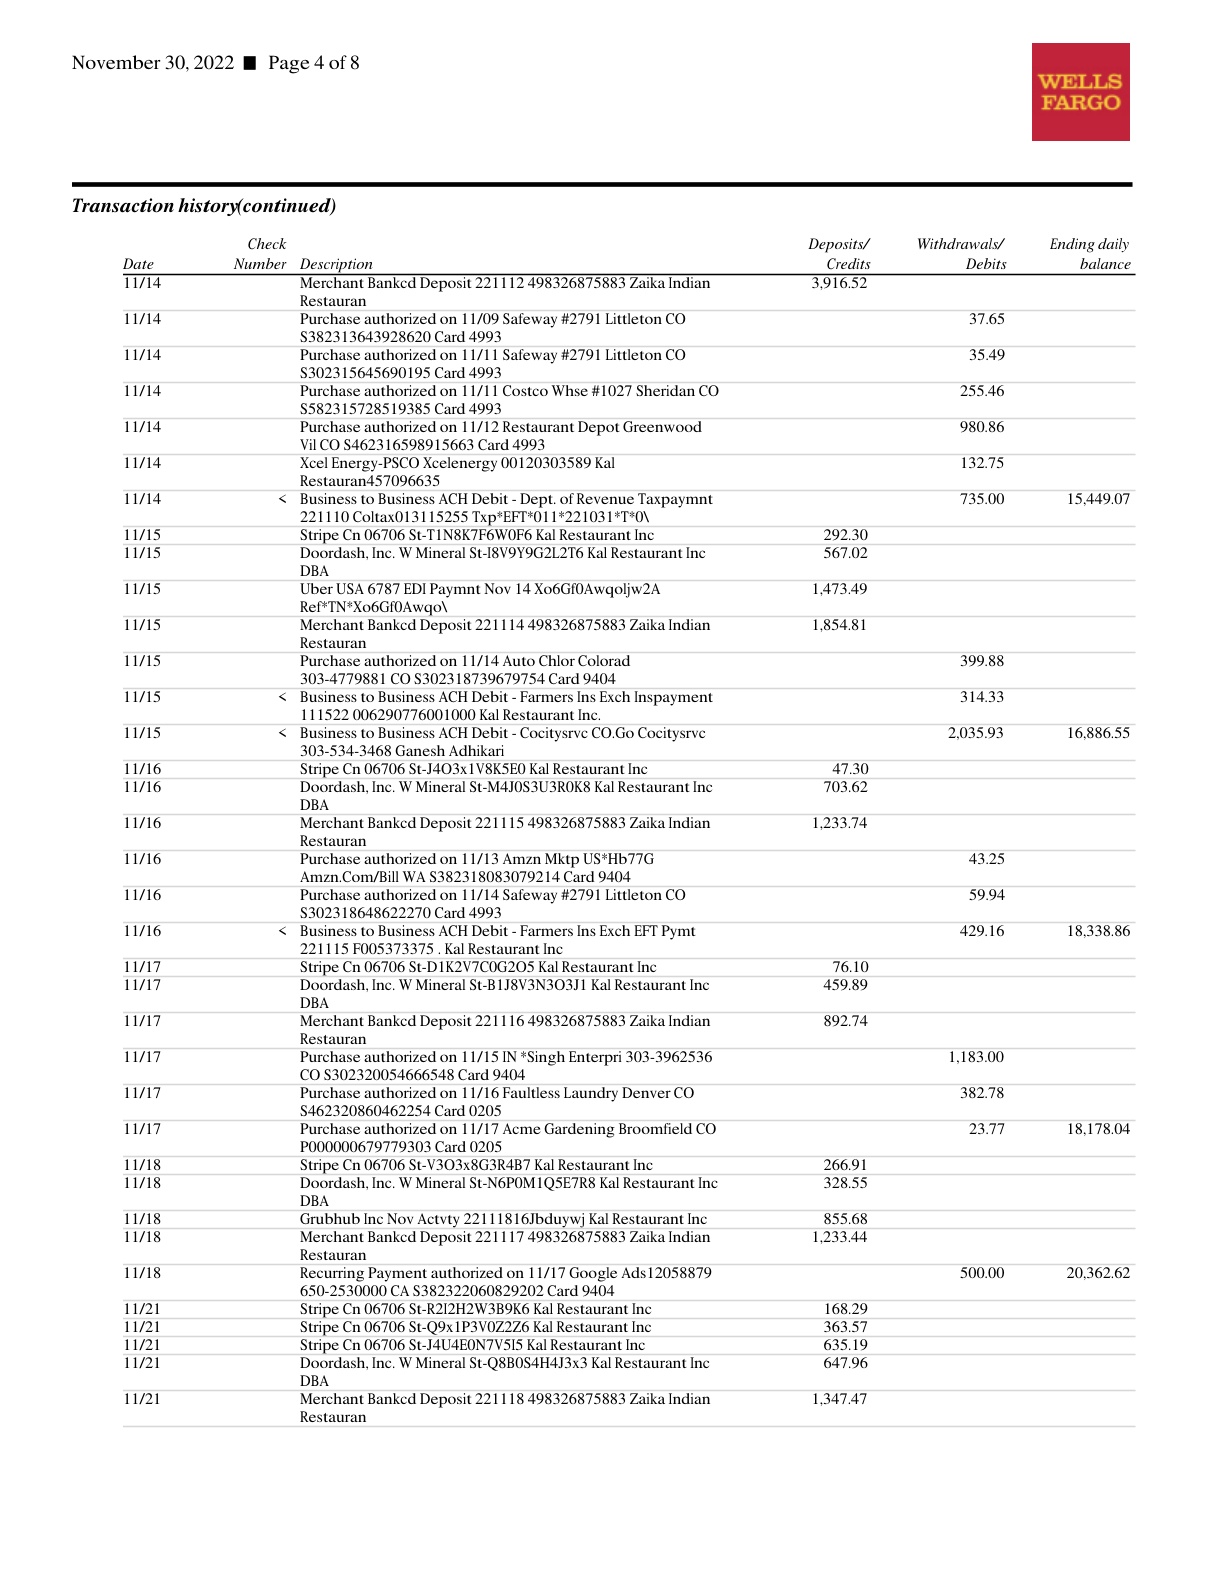 November 30, 2022 ■ Page 4 of 8
WELLS
FARGO
Transaction history(continued)
Check Deposits/ Withdrawals/ Ending daily
Date Number Description Credits Debits balance
11/14 Merchant Bankcd Deposit 221112 498326875883 Zaika Indian 3,916.52
Restauran
11/14 Purchase authorized on 11/09 Safeway #2791 Littleton CO 37.65
S382313643928620 Card 4993
11/14 Purchase authorized on 11/11 Safeway #2791 Littleton CO 35.49
S302315645690195 Card 4993
11/14 Purchase authorized on 11/11 Costco Whse #1027 Sheridan CO 255.46
S582315728519385 Card 4993
11/14 Purchase authorized on 11/12 Restaurant Depot Greenwood 980.86
Vil CO S462316598915663 Card 4993
11/14 Xcel Energy-PSCO Xcelenergy 00120303589 Kal 132.75
Restauran457096635
11/14 < Business to Business ACH Debit - Dept. of Revenue Taxpaymnt 735.00 15,449.07
221110 Coltax013115255 Txp*EFT*011*221031*T*0\
11/15 Stripe Cn 06706 St-T1N8K7F6W0F6 Kal Restaurant Inc 292.30
11/15 Doordash, Inc. W Mineral St-I8V9Y9G2L2T6 Kal Restaurant Inc 567.02
DBA
11/15 Uber USA 6787 EDI Paymnt Nov 14 Xo6Gf0Awqoljw2A 1,473.49
Ref*TN*Xo6Gf0Awqo\
11/15 Merchant Bankcd Deposit 221114 498326875883 Zaika Indian 1,854.81
Restauran
11/15 Purchase authorized on 11/14 Auto Chlor Colorad 399.88
303-4779881 CO S302318739679754 Card 9404
11/15 < Business to Business ACH Debit - Farmers Ins Exch Inspayment 314.33
111522 006290776001000 Kal Restaurant Inc.
11/15 < Business to Business ACH Debit - Cocitysrvc CO.Go Cocitysrvc 2,035.93 16,886.55
303-534-3468 Ganesh Adhikari
11/16 Stripe Cn 06706 St-J4O3x1V8K5E0 Kal Restaurant Inc 47.30
11/16 Doordash, Inc. W Mineral St-M4J0S3U3R0K8 Kal Restaurant Inc 703.62
DBA
11/16 Merchant Bankcd Deposit 221115 498326875883 Zaika Indian 1,233.74
Restauran
11/16 Purchase authorized on 11/13 Amzn Mktp US*Hb77G 43.25
Amzn.Com/Bill WA S382318083079214 Card 9404
11/16 Purchase authorized on 11/14 Safeway #2791 Littleton CO 59.94
S302318648622270 Card 4993
11/16 < Business to Business ACH Debit - Farmers Ins Exch EFT Pymt 429.16 18,338.86
221115 F005373375 . Kal Restaurant Inc
11/17 Stripe Cn 06706 St-D1K2V7C0G2O5 Kal Restaurant Inc 76.10
11/17 Doordash, Inc. W Mineral St-B1J8V3N3O3J1 Kal Restaurant Inc 459.89
DBA
11/17 Merchant Bankcd Deposit 221116 498326875883 Zaika Indian 892.74
Restauran
11/17 Purchase authorized on 11/15 IN *Singh Enterpri 303-3962536 1,183.00
CO S302320054666548 Card 9404
11/17 Purchase authorized on 11/16 Faultless Laundry Denver CO 382.78
S462320860462254 Card 0205
11/17 Purchase authorized on 11/17 Acme Gardening Broomfield CO 23.77 18,178.04
P000000679779303 Card 0205
11/18 Stripe Cn 06706 St-V3O3x8G3R4B7 Kal Restaurant Inc 266.91
11/18 Doordash, Inc. W Mineral St-N6P0M1Q5E7R8 Kal Restaurant Inc 328.55
DBA
11/18 Grubhub Inc Nov Actvty 22111816Jbduywj Kal Restaurant Inc 855.68
11/18 Merchant Bankcd Deposit 221117 498326875883 Zaika Indian 1,233.44
Restauran
11/18 Recurring Payment authorized on 11/17 Google Ads12058879 500.00 20,362.62
650-2530000 CA S382322060829202 Card 9404
11/21 Stripe Cn 06706 St-R2I2H2W3B9K6 Kal Restaurant Inc 168.29
11/21 Stripe Cn 06706 St-Q9x1P3V0Z2Z6 Kal Restaurant Inc 363.57
11/21 Stripe Cn 06706 St-J4U4E0N7V5I5 Kal Restaurant Inc 635.19
11/21 Doordash, Inc. W Mineral St-Q8B0S4H4J3x3 Kal Restaurant Inc 647.96
DBA
11/21 Merchant Bankcd Deposit 221118 498326875883 Zaika Indian 1,347.47
Restauran